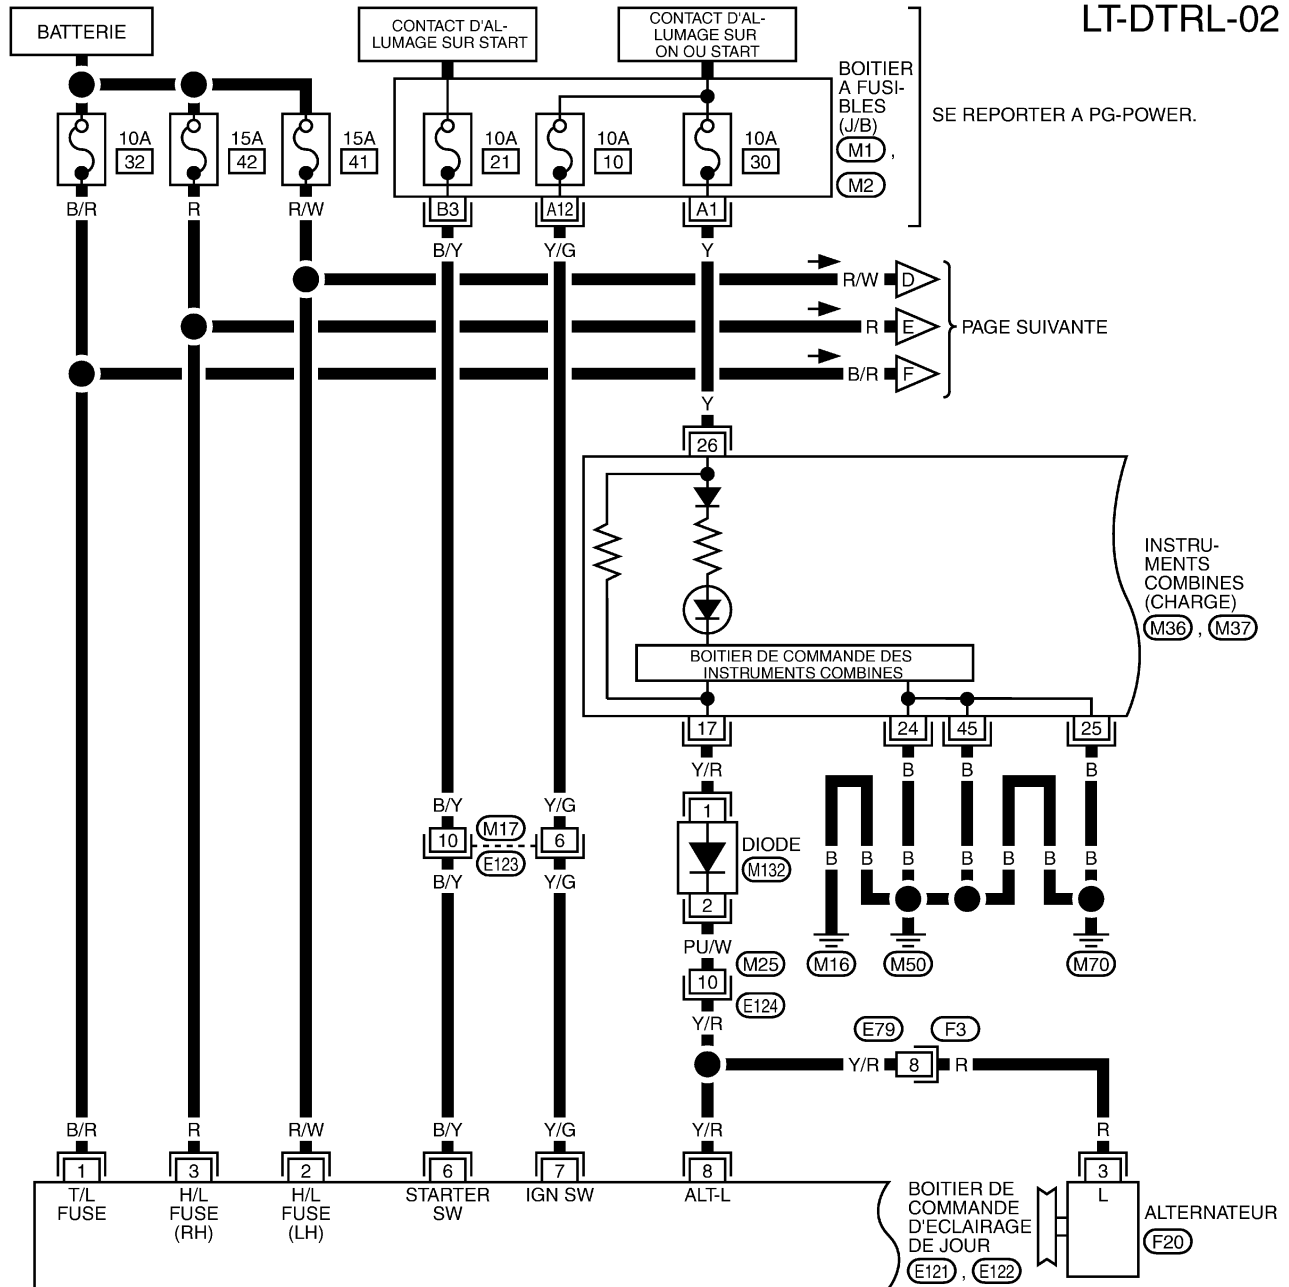 LT-DTRL-02
BATTERIE
CONTACT D'AL-
LUMAGE SUR START
CONTACT D'AL-
LUMAGE SUR
ON OU START
BOITIER
A FUSI-
BLES
(J/B)
M1 ,
M2
SE REPORTER A PG-POWER.
10A
32
15A
42
15A
41
10A
21
10A
10
10A
30
B/R
R
R/W
B3
A12
A1
B/Y
Y/G
Y
R/W
D
R
E
PAGE SUIVANTE
B/R
F
Y
26
INSTRU-
MENTS
COMBINES
(CHARGE)
M36 , M37
BOITIER DE COMMANDE DES
INSTRUMENTS COMBINES
17
24
45
25
Y/R
B
B
B
B/Y
Y/G
1
10
M17
6
E123
DIODE
M132
B
B
B
B
B
B
B
B/Y
Y/G
2
PU/W
M25
M16
M50
M70
10
E124
Y/R
E79
F3
Y/R
8
R
B/R
R
R/W
B/Y
Y/G
Y/R
R
1
3
2
6
7
8
3
T/L
FUSE
H/L
FUSE
(RH)
H/L
FUSE
(LH)
STARTER
SW
IGN SW
ALT-L
BOITIER DE
COMMANDE
D'ECLAIRAGE
DE JOUR
E121 , E122
L
ALTERNATEUR
F20